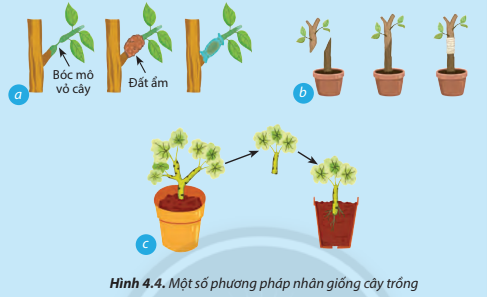 a
Bóc mô
vỏ cây
Đất ẩm
b
c
Hình 4.4. Một số phương pháp nhân giống cây trồng